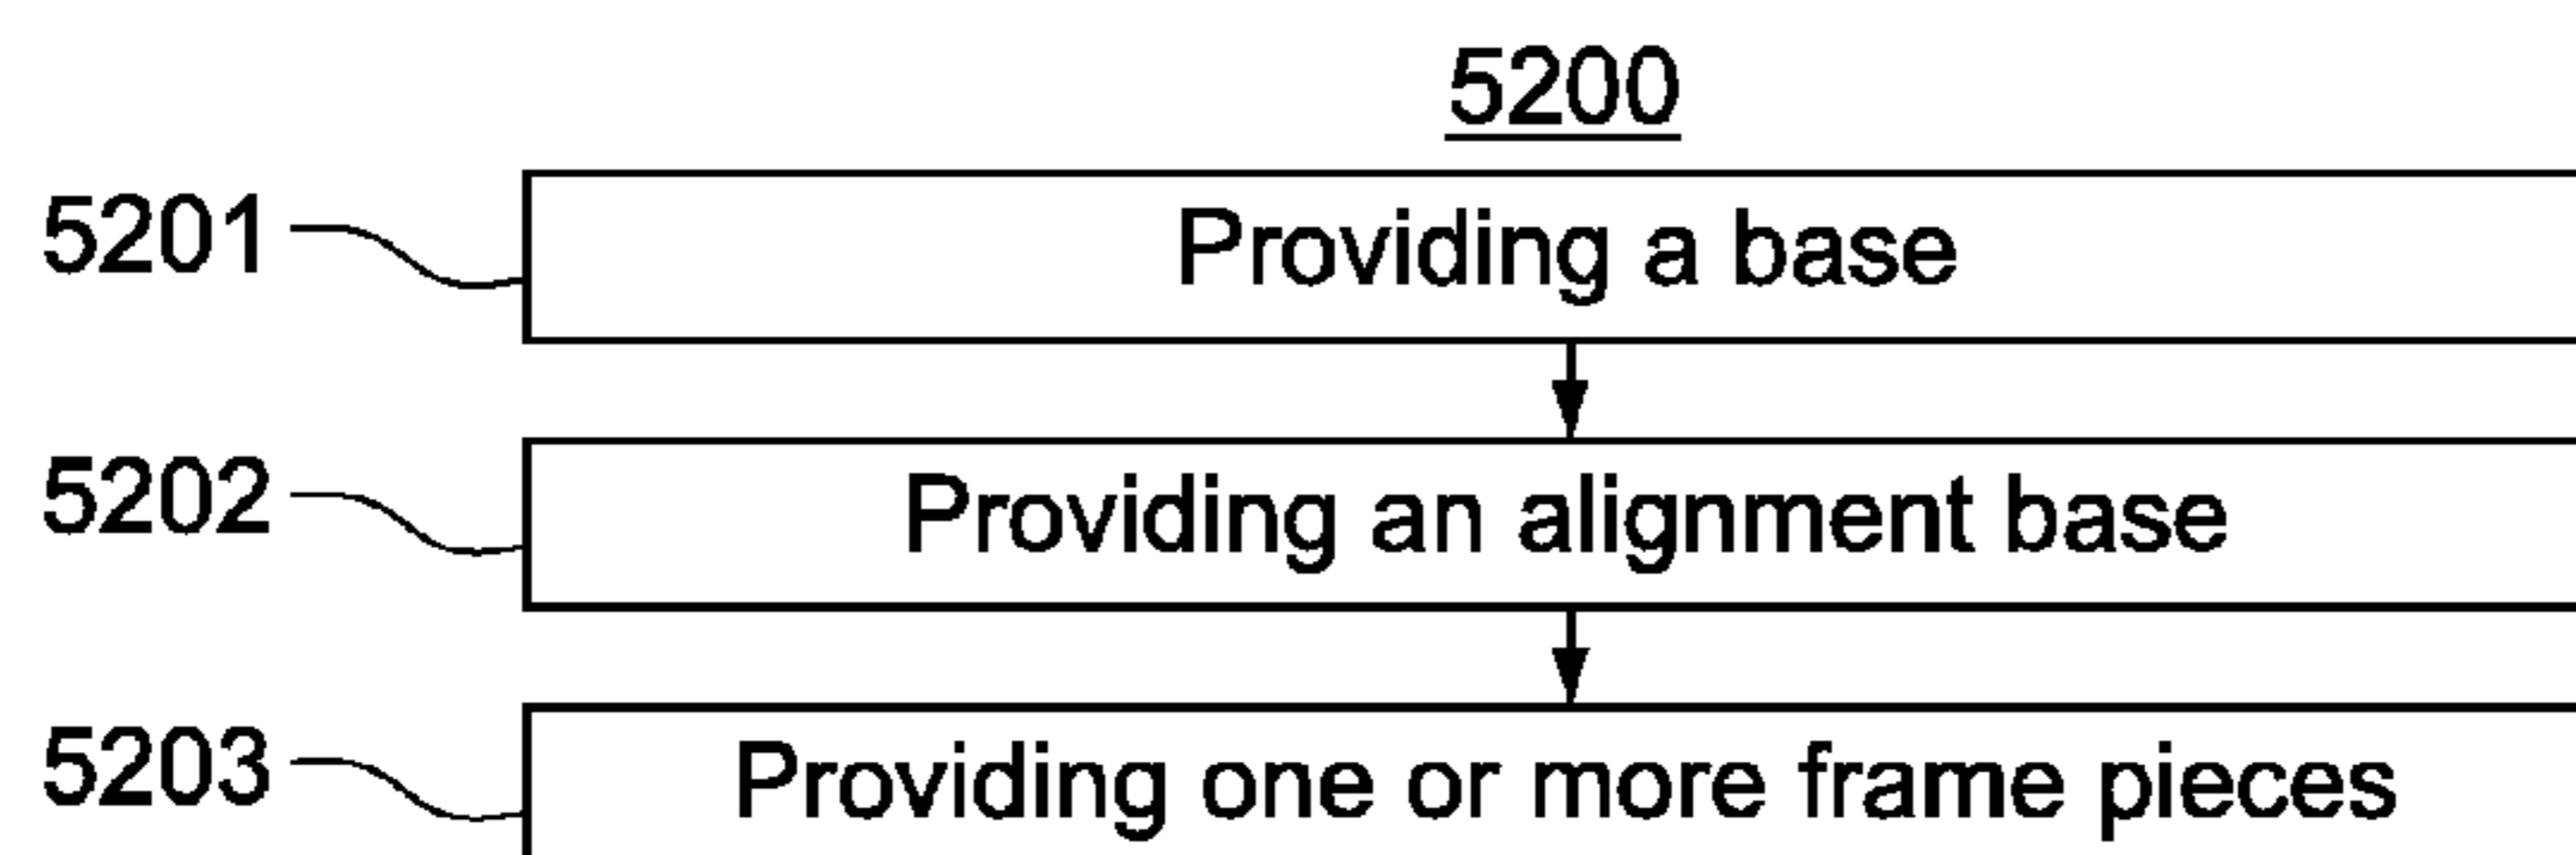 5200
5201 Providing a base
5202 Providing an alignment base
5203 Providing one or more frame pieces